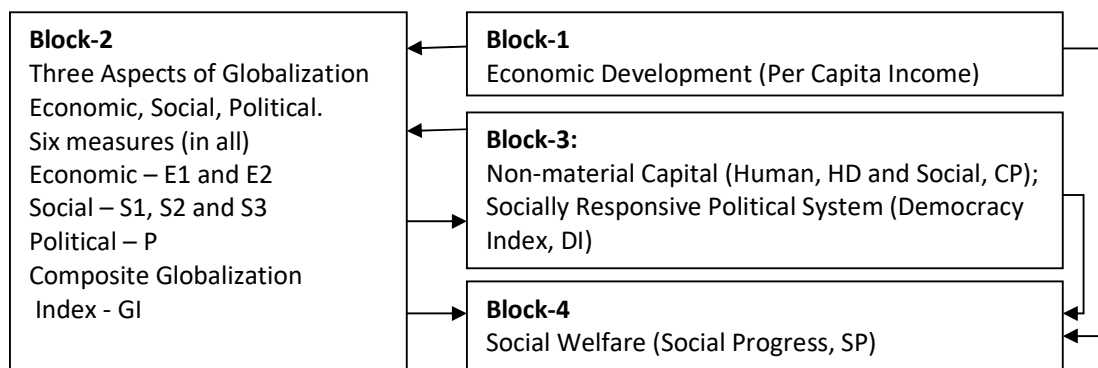 Block-2
Three Aspects of Globalization
Economic, Social, Political.
Six measures (in all)
Economic – E1 and E2
Social – S1, S2 and S3
Political – P
Composite Globalization
Index - GI
Block-1
Economic Development (Per Capita Income)
Block-3:
Non-material Capital (Human, HD and Social, CP);
Socially Responsive Political System (Democracy
Index, DI)
Block-4
Social Welfare (Social Progress, SP)